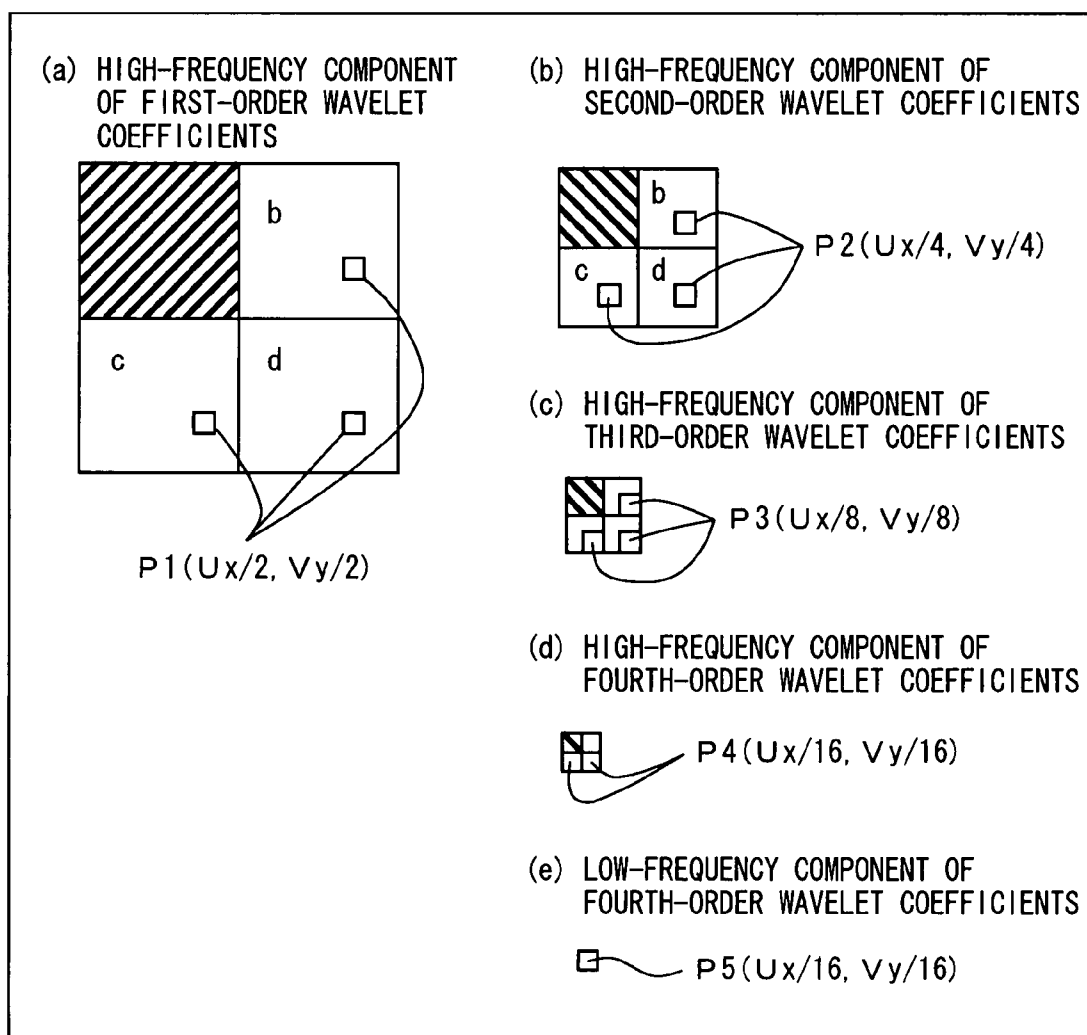 (a) HIGH-FREQUENCY COMPONENT
OF FIRST-ORDER WAVELET
COEFFICIENTS
b
c
d
P1(Ux/2, Vy/2)
(b) HIGH-FREQUENCY COMPONENT OF
SECOND-ORDER WAVELET COEFFICIENTS
b
c
d
P2(Ux/4, Vy/4)
(c) HIGH-FREQUENCY COMPONENT OF
THIRD-ORDER WAVELET COEFFICIENTS
P3(Ux/8, Vy/8)
(d) HIGH-FREQUENCY COMPONENT OF
FOURTH-ORDER WAVELET COEFFICIENTS
P4(Ux/16, Vy/16)
(e) LOW-FREQUENCY COMPONENT OF
FOURTH-ORDER WAVELET COEFFICIENTS
P5(Ux/16, Vy/16)